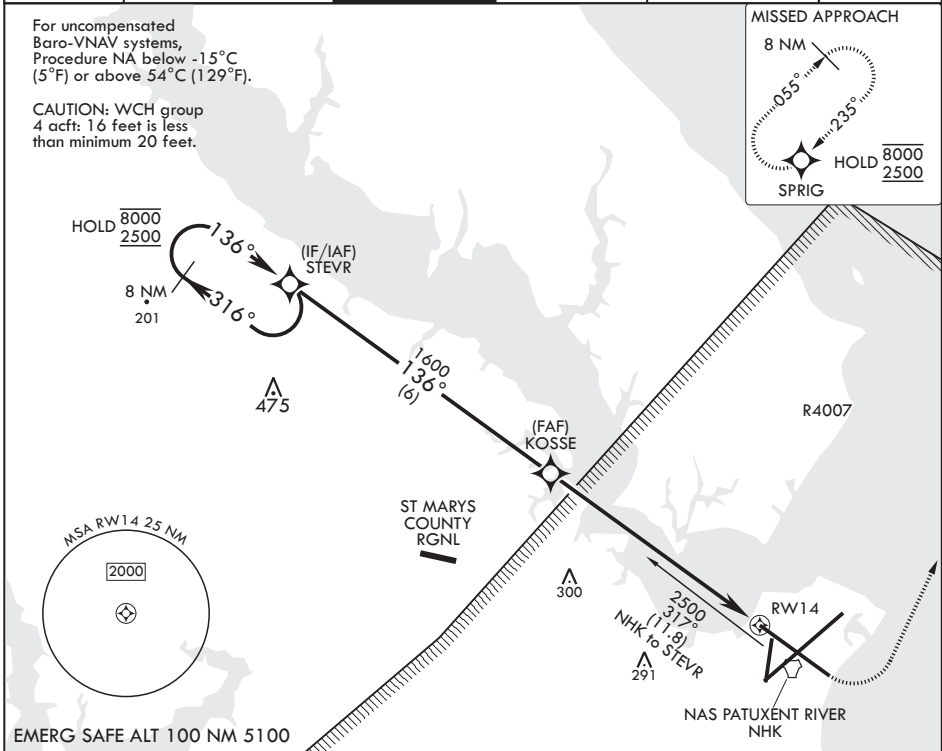 For uncompensated
Baro-VNAV systems,
Procedure NA below -15°C
(5°F) or above 54°C (129°F).
CAUTION: WCH group
4 acft: 16 feet is less
than minimum 20 feet.
MISSED APPROACH
8 NM
055°
235°
HOLD 8000
2500
SPRIG
HOLD 8000
2500
136°
(IF/IAF)
STEVR
8 NM
316°
201
1600
136°
(6)
475
R4007
(FAF)
KOSSE
ST MARYS
COUNTY
RGNL
MSA RW14 25 NM
2000
300
2500
317°
(11.8)
NHK to STEVR
RW14
291
NAS PATUXENT RIVER
NHK
EMERG SAFE ALT 100 NM 5100